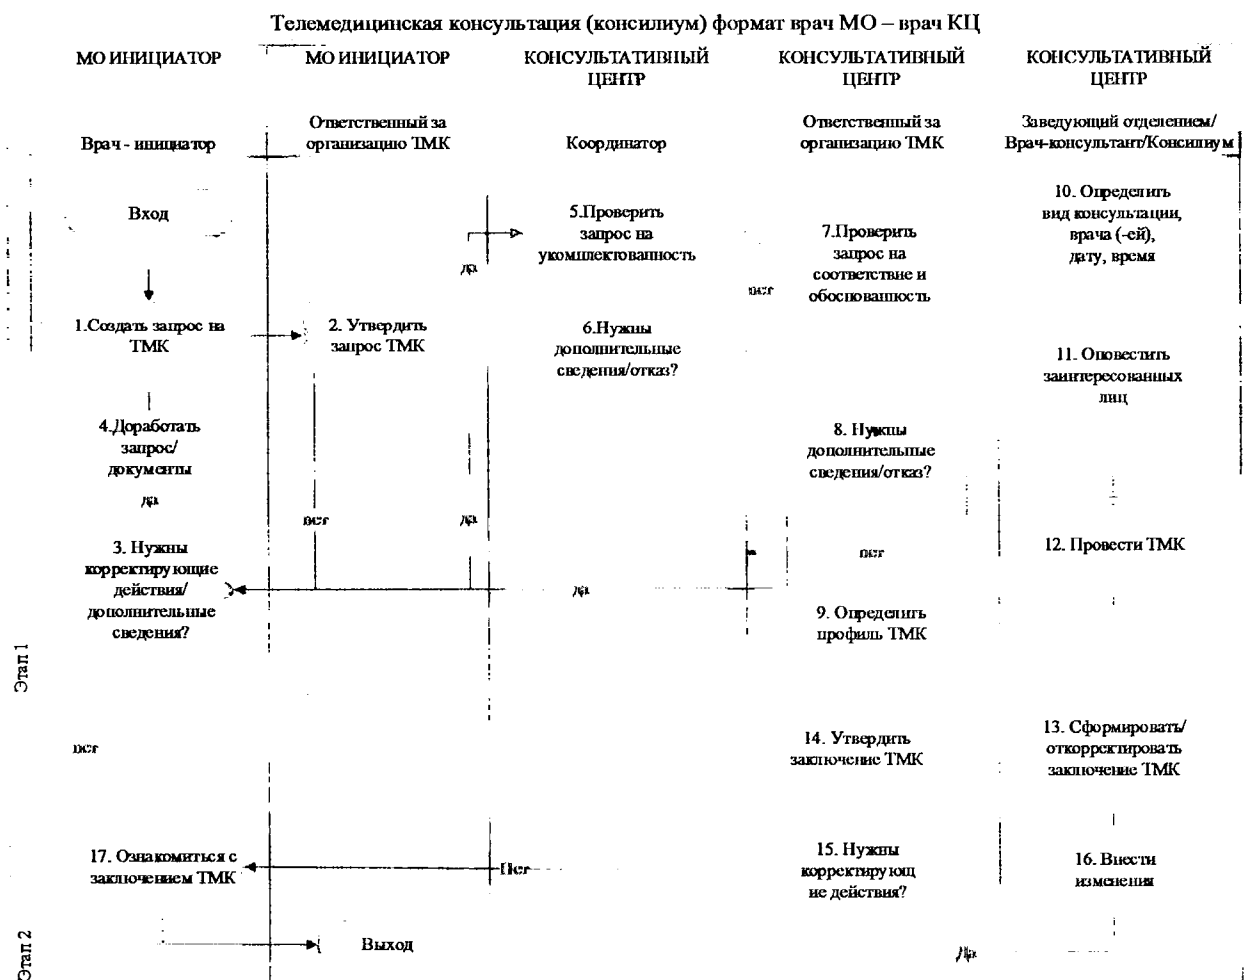 Телемедицинская консультация (консилиум) формат врач МО – врач КЦ
МО ИНИЦИАТОР
Врач - инициатор
МО ИНИЦИАТОР
Ответственный за
организацию ТМК
КОНСУЛЬТАТИВНЫЙ
ЦЕНТР
Координатор
КОНСУЛЬТАТИВНЫЙ
ЦЕНТР
Ответственный за
организацию ТМК
КОНСУЛЬТАТИВНЫЙ
ЦЕНТР
Заведующий отделением/
Врач-консультант/Консилиум
Вход
1.Создать запрос на
ТМК
2. Утвердить
запрос ТМК
да
5.Проверить
запрос на
укомплектованность
6.Нужны
дополнительные
сведения/отказ?
нет
7.Проверить
запрос на
соответствие и
обоснованность
10. Определить
вид консультации,
врача (-ей),
дату, время
11. Оповестить
заинтересованных
лиц
4.Доработать
запрос/
документы
да
нет
да
8. Нужны
дополнительные
сведения/отказ?
3. Нужны
корректирующие
действия/
дополнительные
сведения?
да
нет
9. Определить
профиль ТМК
12. Провести ТМК
Этап 1
нет
14. Утвердить
заключение ТМК
13. Сформировать/
откорректировать
заключение ТМК
17. Ознакомиться с
заключением ТМК
Нет
15. Нужны
корректирующ
ие действия?
16. Внести
изменения
Этап 2
Выход
Да